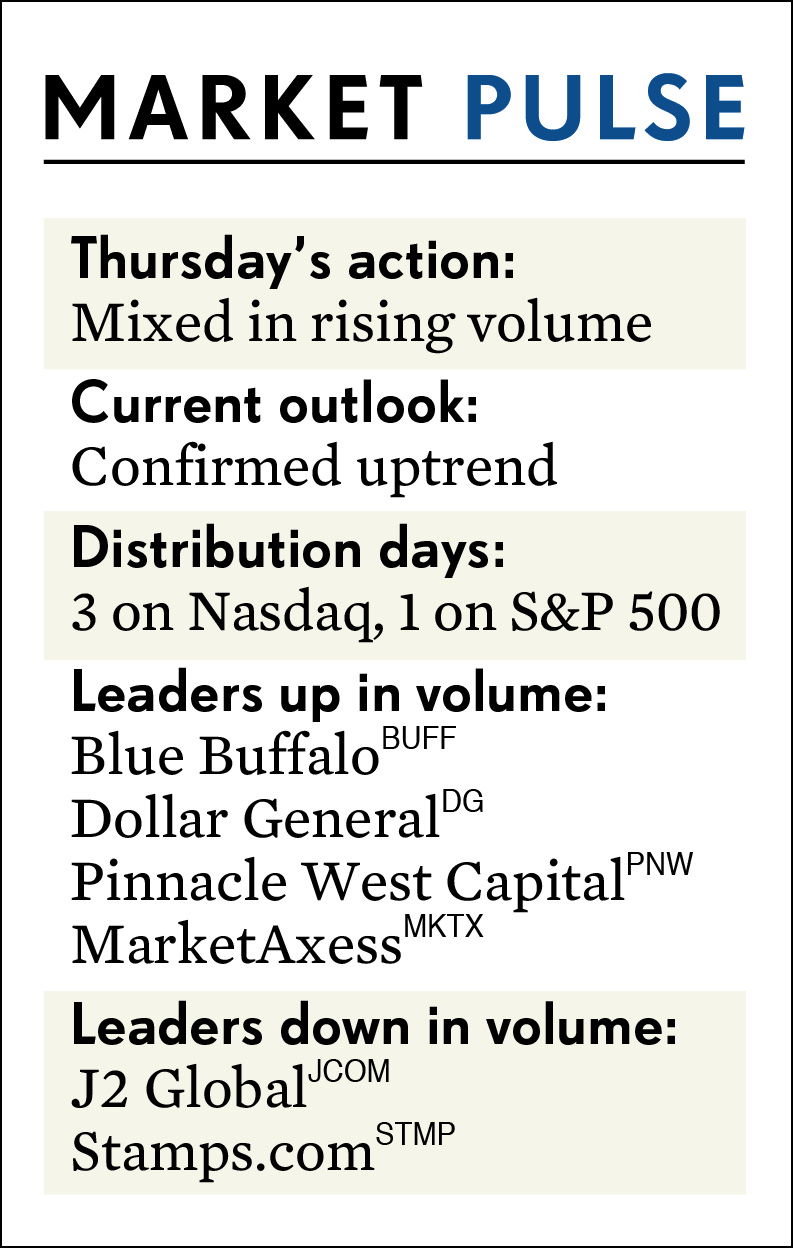 MARKET PULSE
Thursday’s action:
Mixed in rising volume
Current outlook:
Confirmed uptrend
Distribution days:
3 on Nasdaq, 1 on S&P 500
Leaders up in volume:
Blue Buffalo BUFF
Dollar General DG
Pinnacle West Capital PNW
MarketAxess MKTX
Leaders down in volume:
J2 Global JCOM
Stamps.com STMP